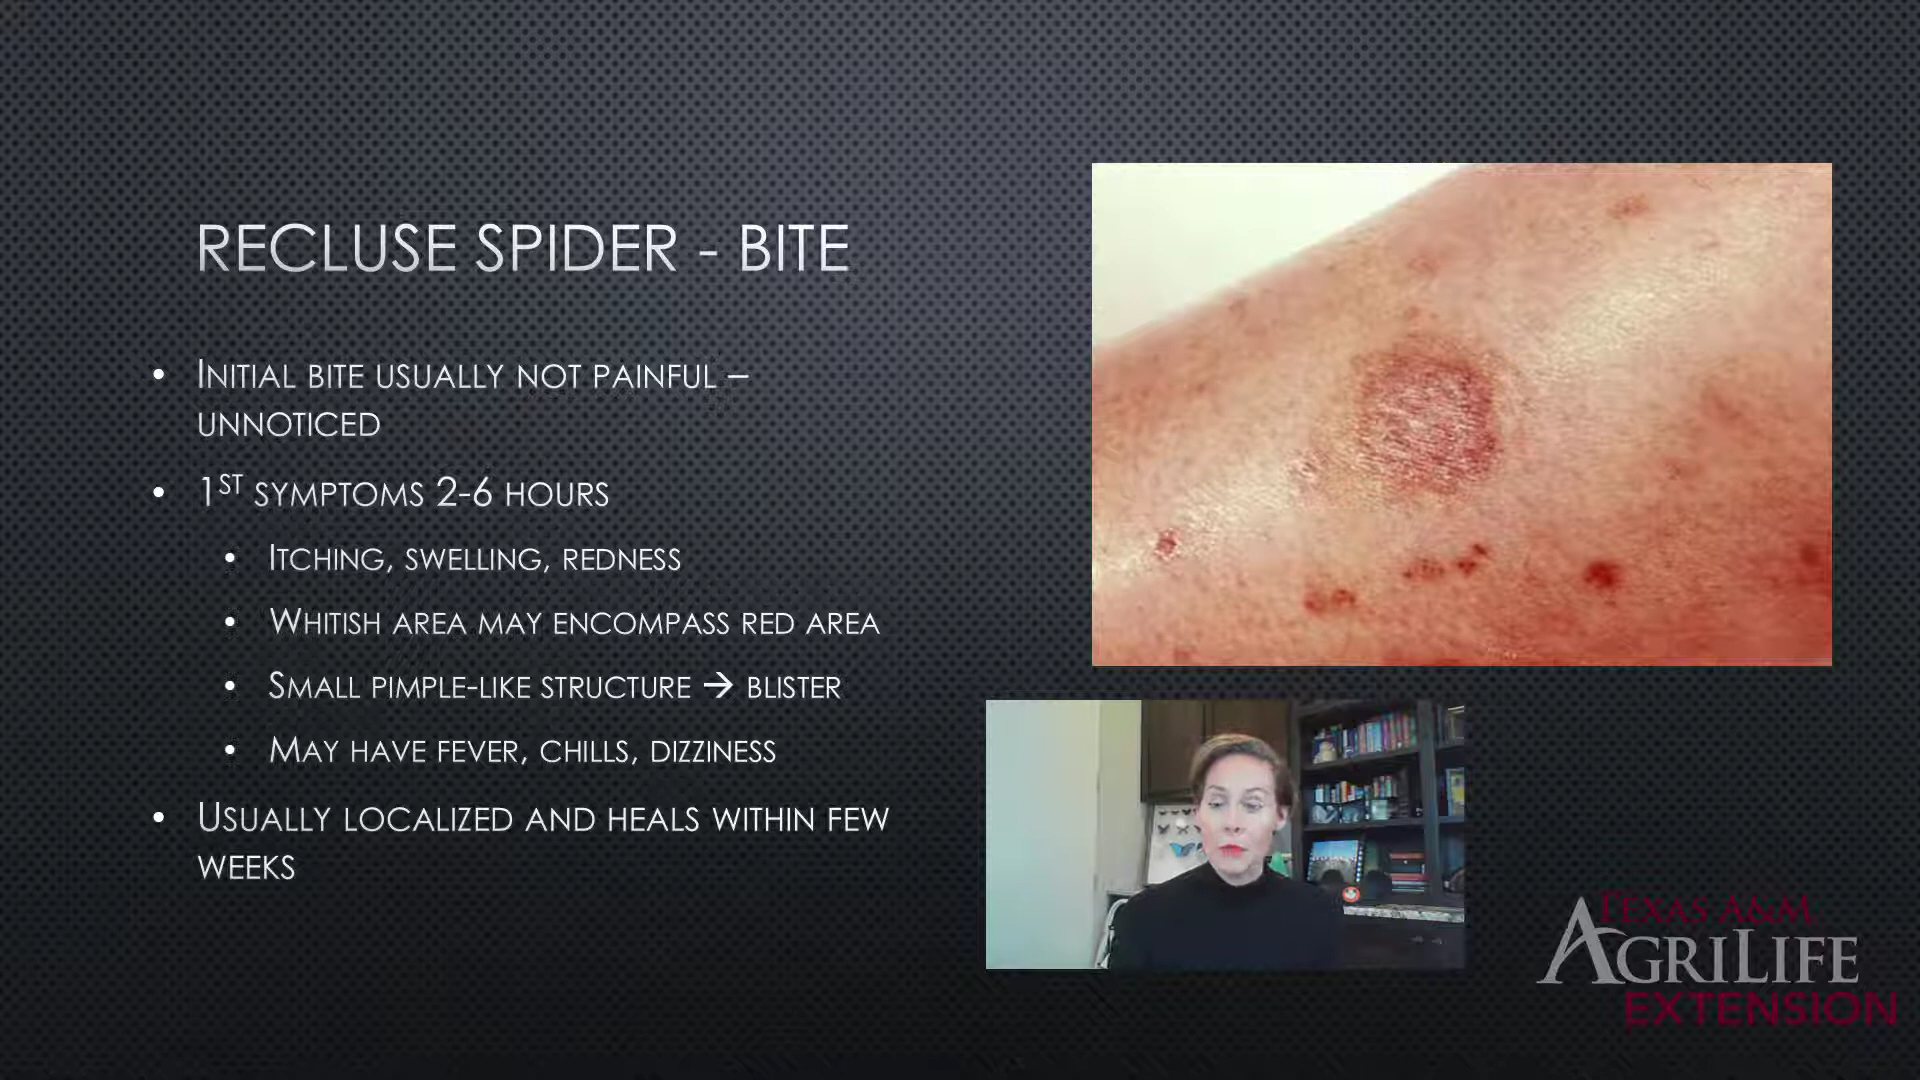 RECLUSE SPIDER - BITE
• INITIAL BITE USUALLY NOT PAINFUL –
UNNOTICED
• 1ST SYMPTOMS 2-6 HOURS
• ITCHING, SWELLING, REDNESS
• WHITISH AREA MAY ENCOMPASS RED AREA
• SMALL PIMPLE-LIKE STRUCTURE → BLISTER
• MAY HAVE FEVER, CHILLS, DIZZINESS
• USUALLY LOCALIZED AND HEALS WITHIN FEW
WEEKS
TEXAS A&M
AGRILIFE
EXTENSION